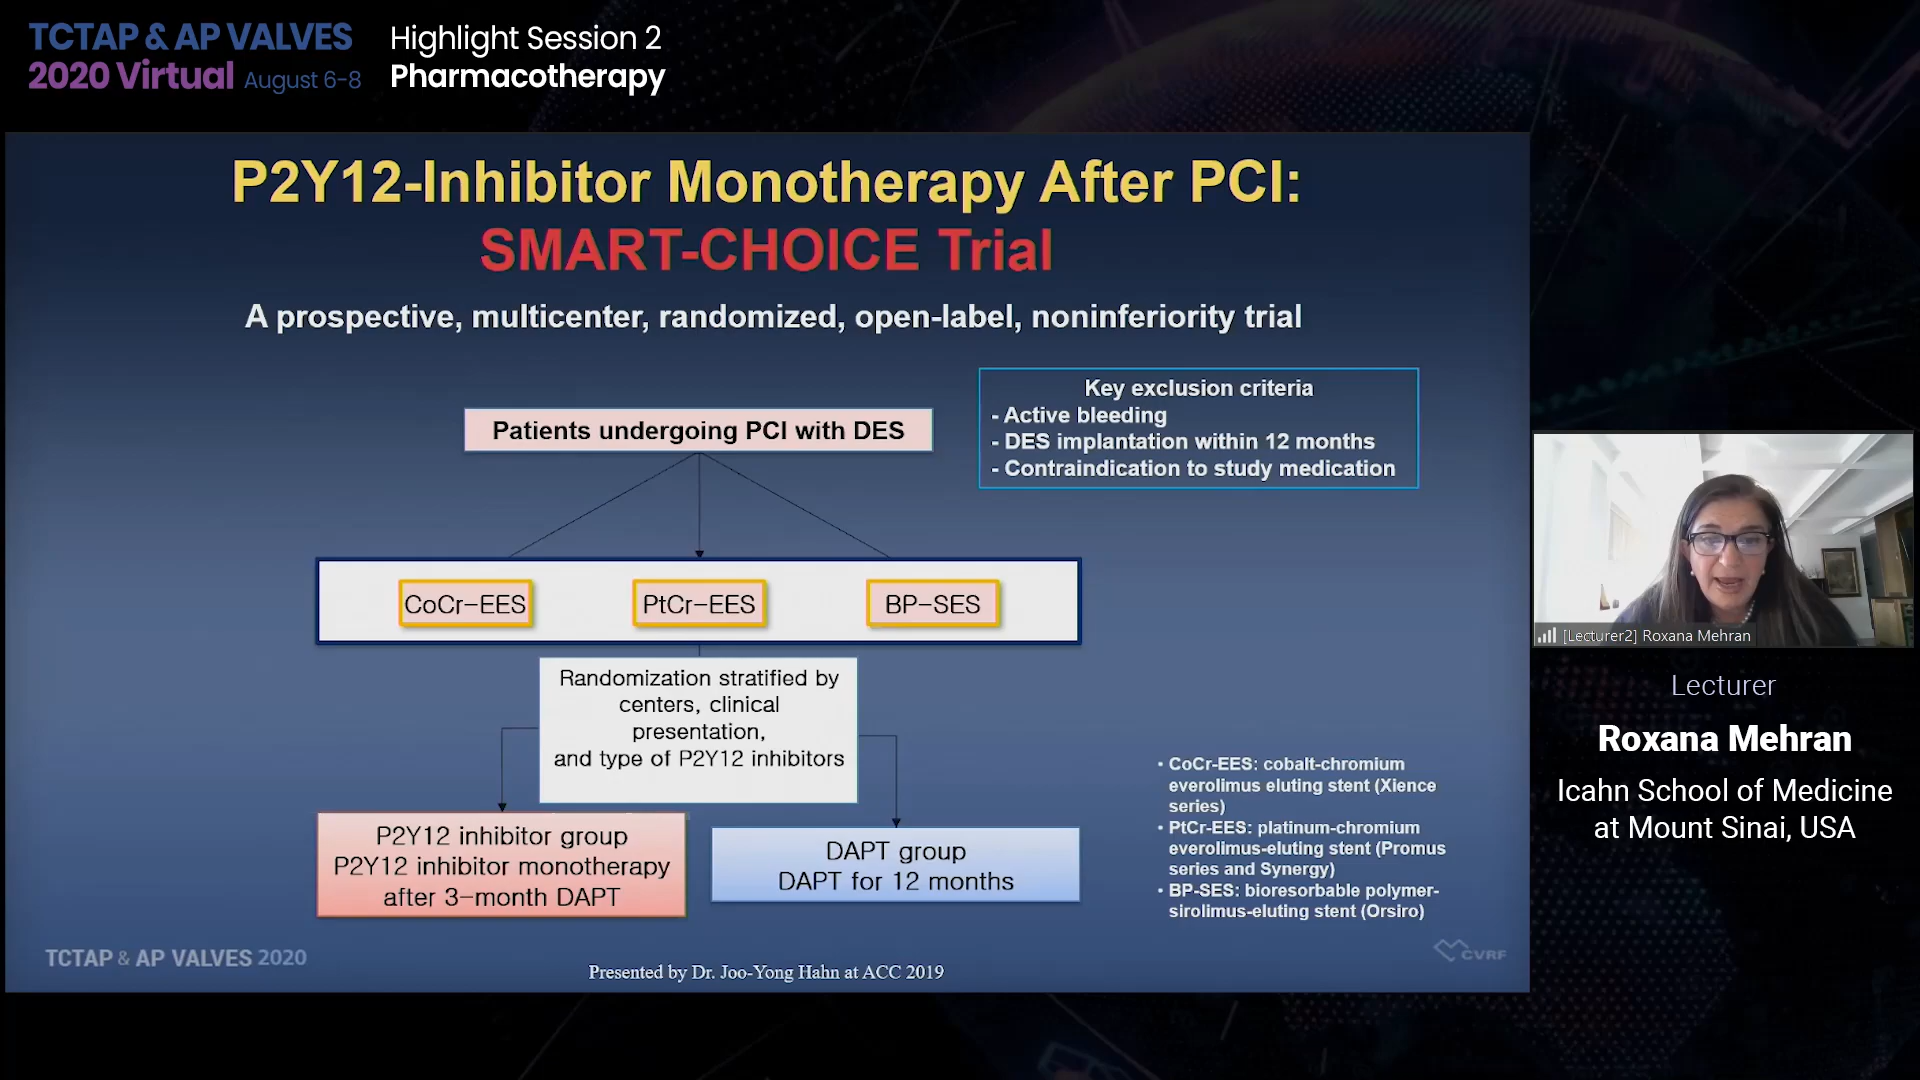 TCTAP & AP VALVES
2020 Virtual August 6-8
Highlight Session 2
Pharmacotherapy
P2Y12-Inhibitor Monotherapy After PCI:
SMART-CHOICE Trial
A prospective, multicenter, randomized, open-label, noninferiority trial
Key exclusion criteria
- Active bleeding
- DES implantation within 12 months
- Contraindication to study medication
Patients undergoing PCI with DES
CoCr-EES
PtCr-EES
BP-SES
Randomization stratified by
centers, clinical
presentation,
and type of P2Y12 inhibitors
P2Y12 inhibitor group
P2Y12 inhibitor monotherapy
after 3-month DAPT
DAPT group
DAPT for 12 months
• CoCr-EES: cobalt-chromium
everolimus eluting stent (Xience
series)
• PtCr-EES: platinum-chromium
everolimus-eluting stent (Promus
series and Synergy)
• BP-SES: bioresorbable polymer-
sirolimus-eluting stent (Orsiro)
TCTAP & AP VALVES 2020
Presented by Dr. Joo-Yong Hahn at ACC 2019
CVRF
[Lecturer2] Roxana Mehran
Lecturer
Roxana Mehran
Icahn School of Medicine
at Mount Sinai, USA